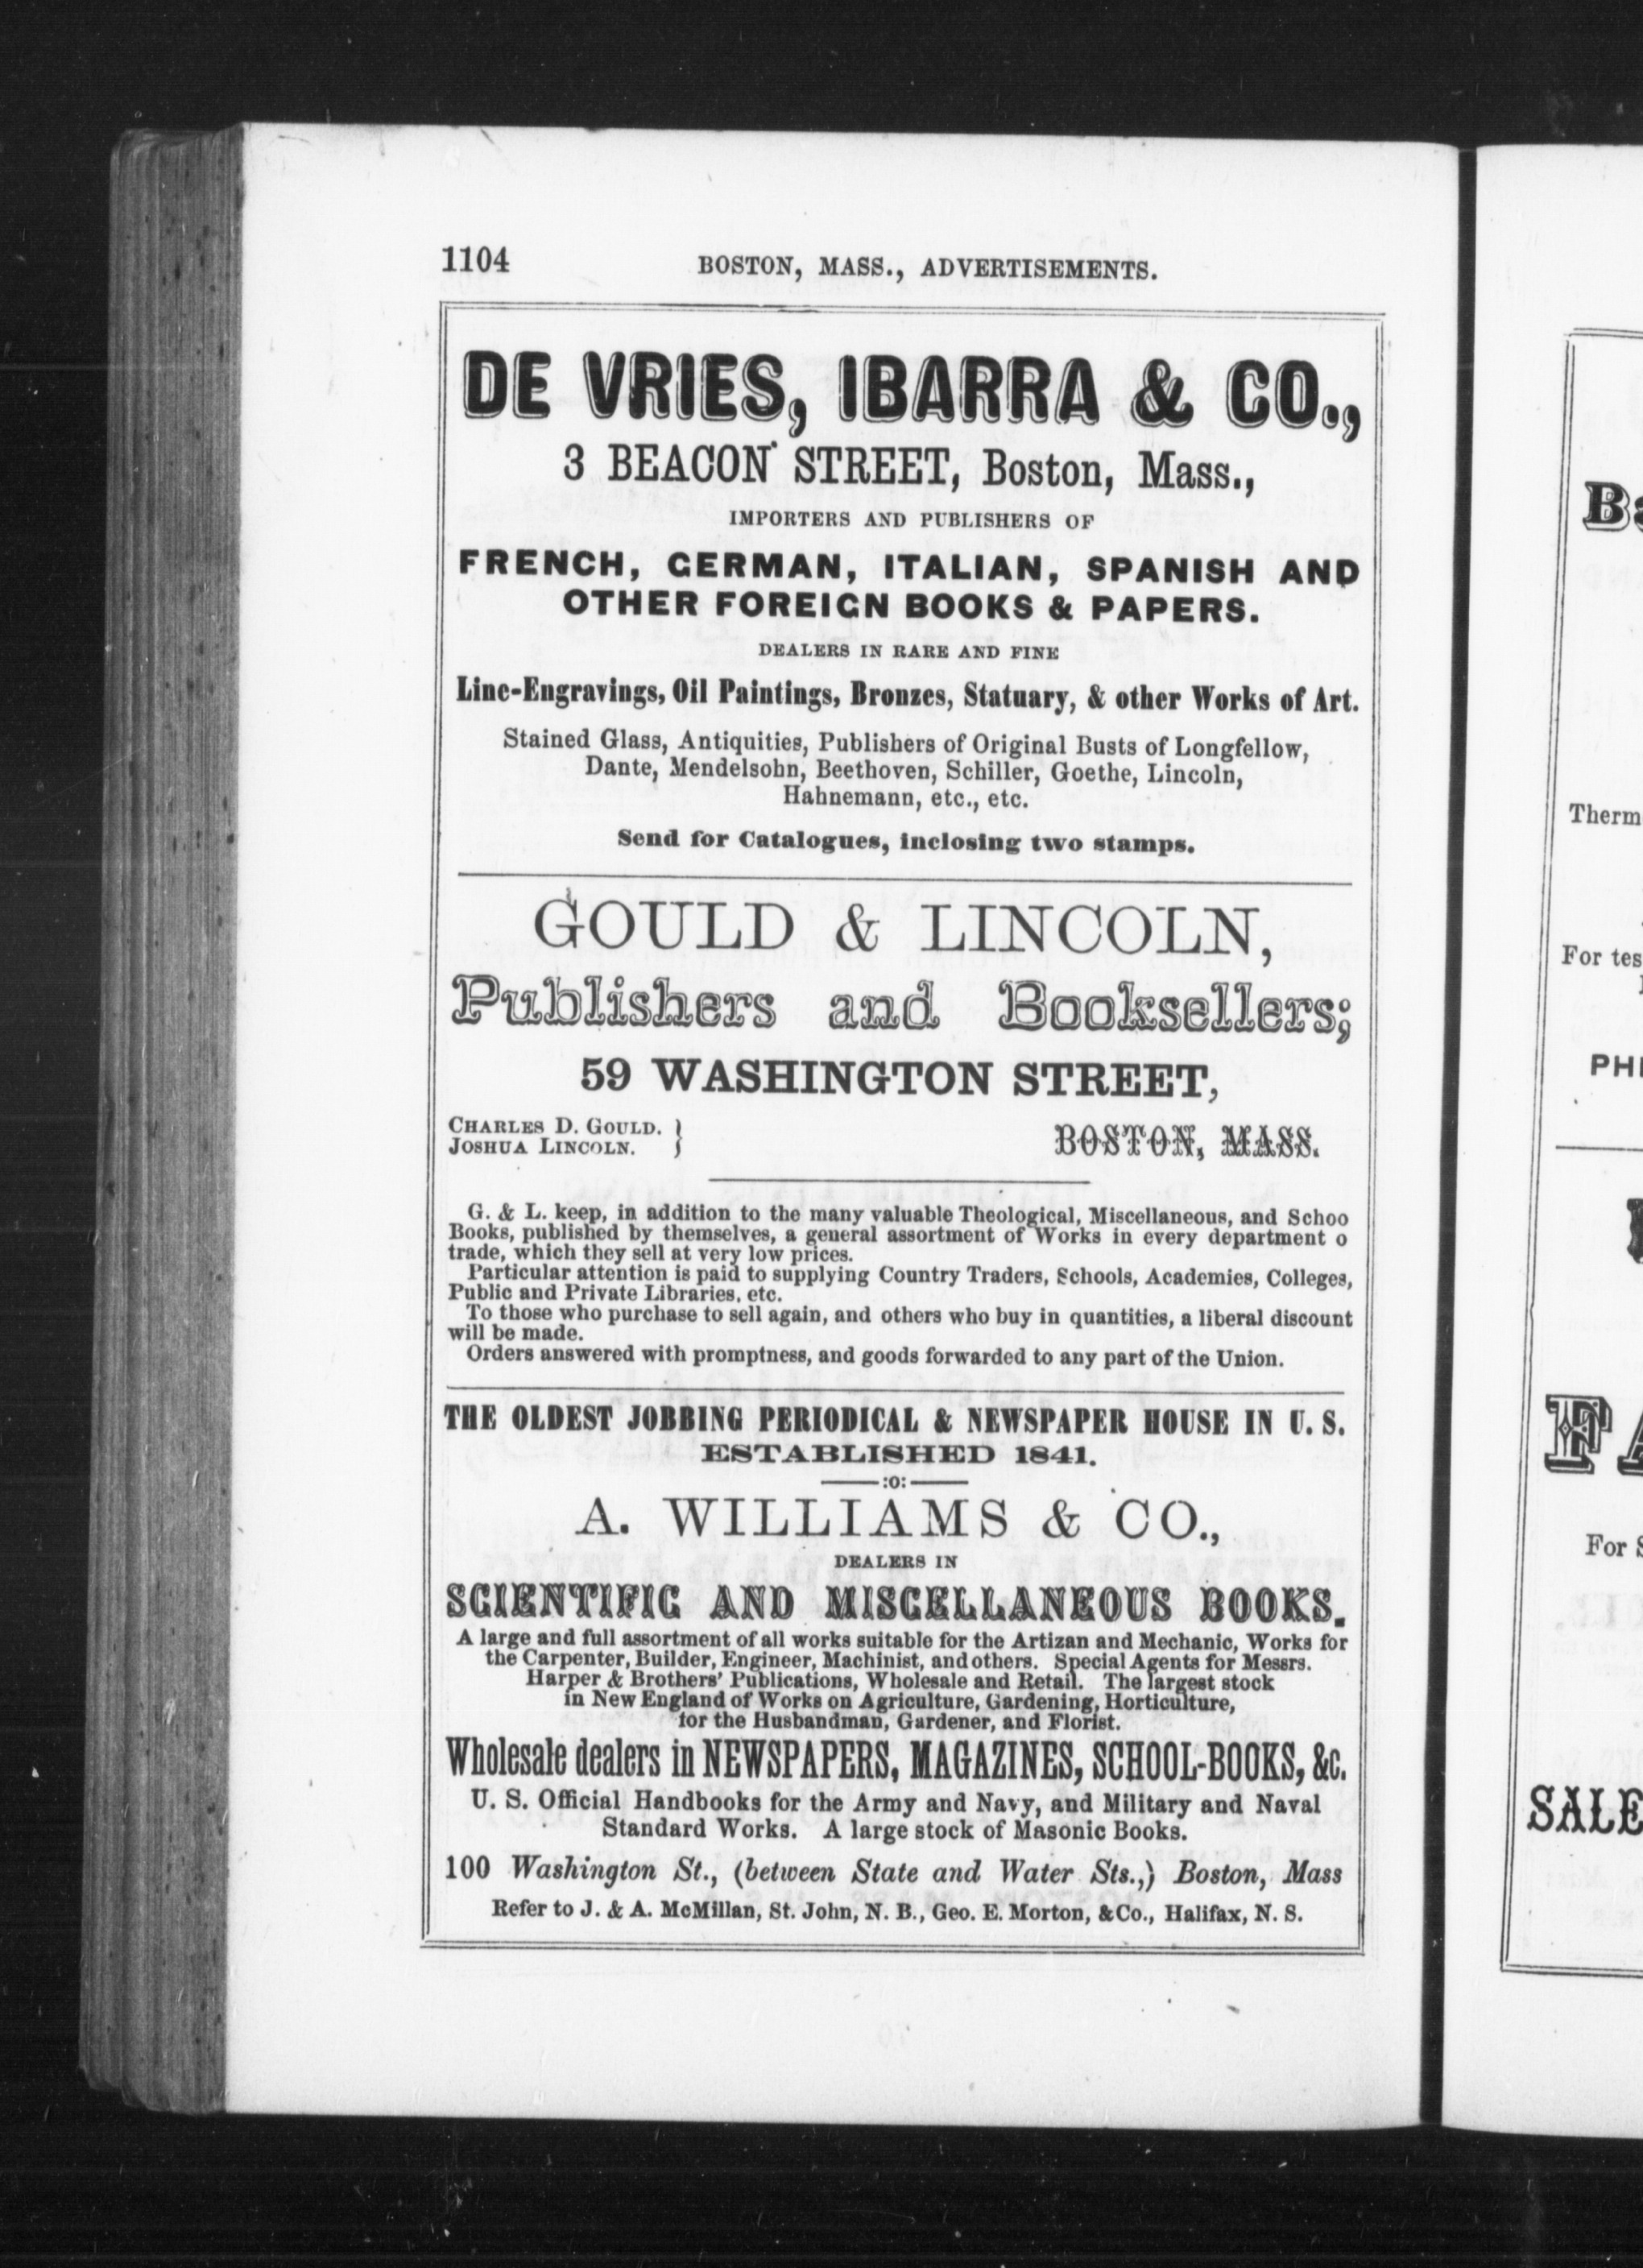 1104 BOSTON, MASS., ADVERTISEMENTS.
DE VRIES, IBARRA & CO.,
3 BEACON STREET, Boston, Mass.,
IMPORTERS AND PUBLISHERS OF
FRENCH, GERMAN, ITALIAN, SPANISH AND
OTHER FOREIGN BOOKS & PAPERS.
DEALERS IN RARE AND FINE
Line-Engravings, Oil Paintings, Bronzes, Statuary, & other Works of Art.
Stained Glass, Antiquities, Publishers of Original Busts of Longfellow,
Dante, Mendelsohn, Beethoven, Schiller, Goethe, Lincoln,
Hahnemann, etc., etc.
Send for Catalogues, inclosing two stamps.
GOULD & LINCOLN,
Publishers and Booksellers;
59 WASHINGTON STREET,
CHARLES D. GOULD. }
JOSHUA LINCOLN.
BOSTON, MASS.
G. & L. keep, in addition to the many valuable Theological, Miscellaneous, and Schoo
Books, published by themselves, a general assortment of Works in every department o
trade, which they sell at very low prices.
Particular attention is paid to supplying Country Traders, Schools, Academies, Colleges,
Public and Private Libraries, etc.
To those who purchase to sell again, and others who buy in quantities, a liberal discount
will be made.
Orders answered with promptness, and goods forwarded to any part of the Union.
THE OLDEST JOBBING PERIODICAL & NEWSPAPER HOUSE IN U. S.
ESTABLISHED 1841.
:o:
A. WILLIAMS & CO.,
DEALERS IN
SCIENTIFIC AND MISCELLANEOUS BOOKS.
A large and full assortment of all works suitable for the Artizan and Mechanic, Works for
the Carpenter, Builder, Engineer, Machinist, and others. Special Agents for Messrs.
Harper & Brothers' Publications, Wholesale and Retail. The largest stock
in New England of Works on Agriculture, Gardening, Horticulture,
for the Husbandman, Gardener, and Florist.
Wholesale dealers in NEWSPAPERS, MAGAZINES, SCHOOL-BOOKS, &c.
U. S. Official Handbooks for the Army and Navy, and Military and Naval
Standard Works. A large stock of Masonic Books.
100 Washington St., (between State and Water Sts.,) Boston, Mass
Refer to J. & A. McMillan, St. John, N. B., Geo. E. Morton, &Co., Halifax, N. S.
Ba
Therm
For tes
PHI
FA
For S
SALE